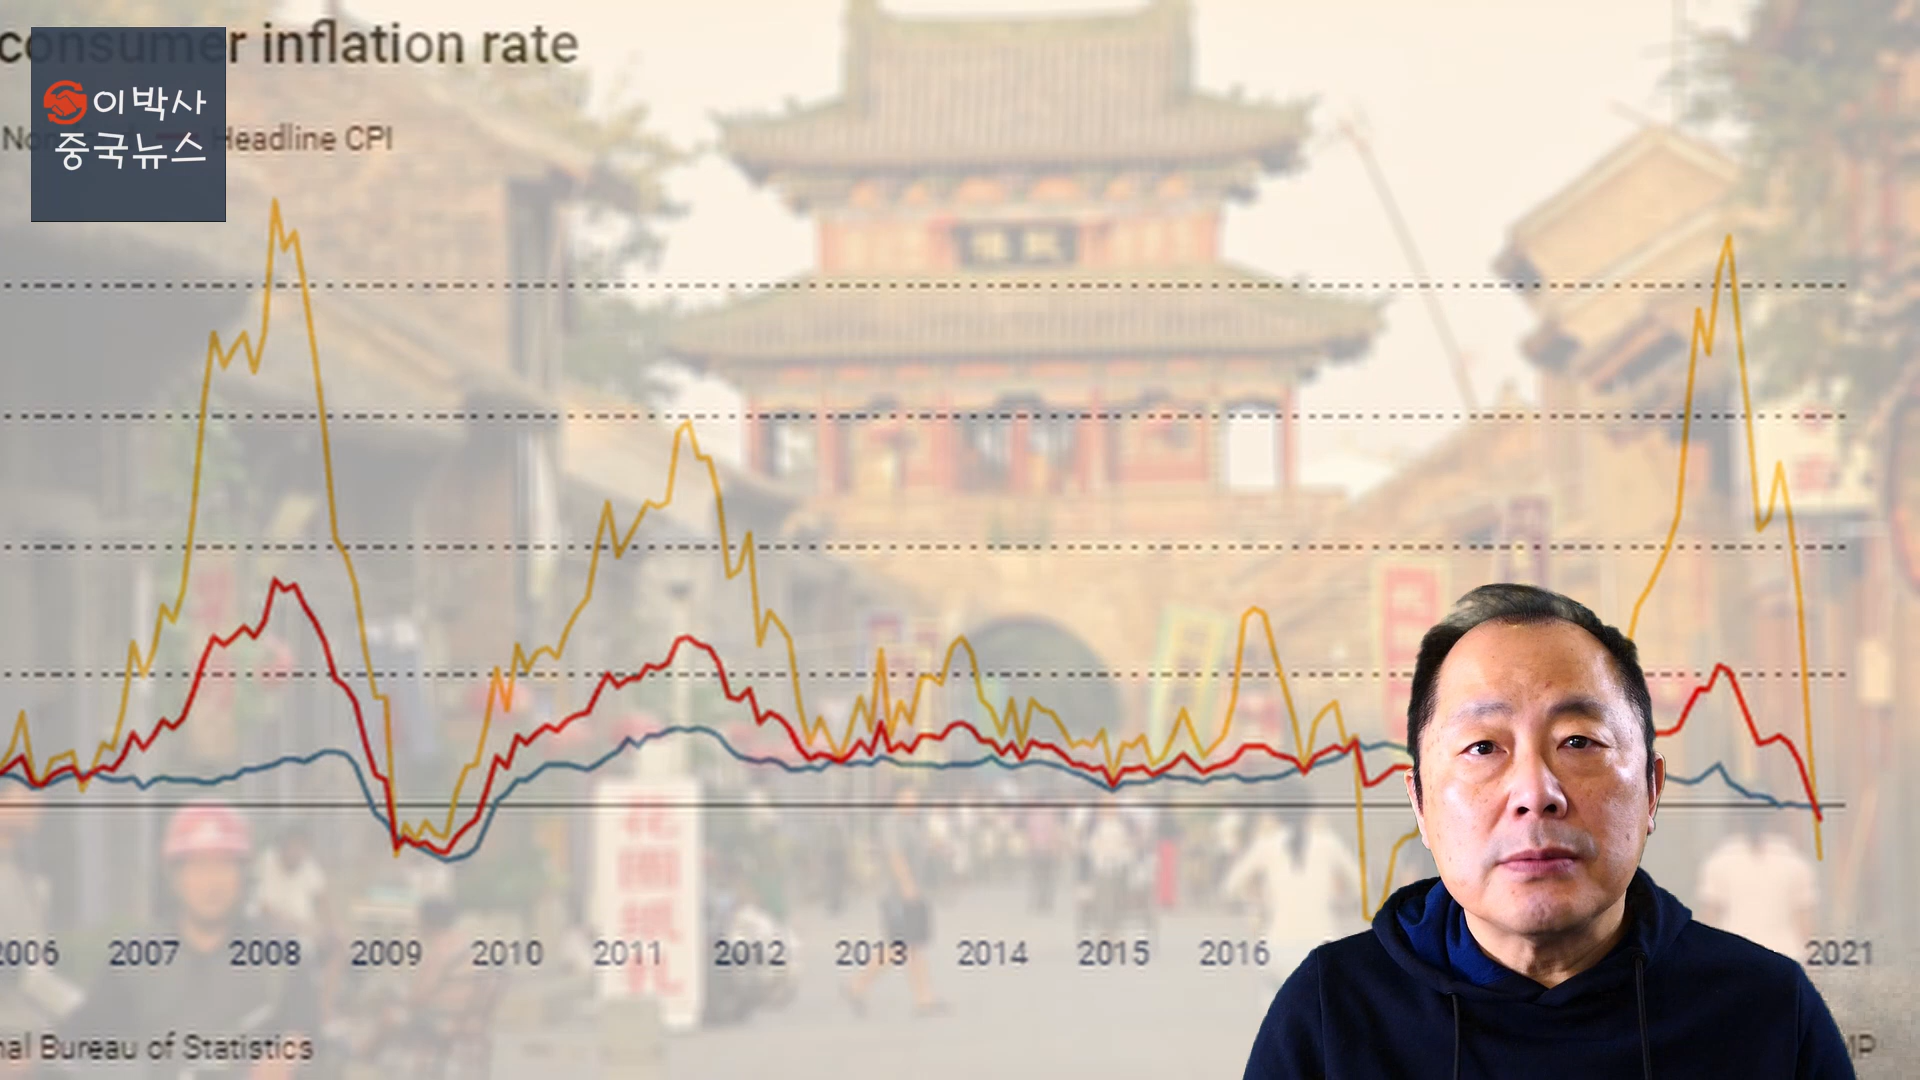 consumer inflation rate
이박사
중국뉴스
Headline CPI
2006 2007 2008 2009 2010 2011 2012 2013 2014 2015 2016 2021
nal Bureau of Statistics